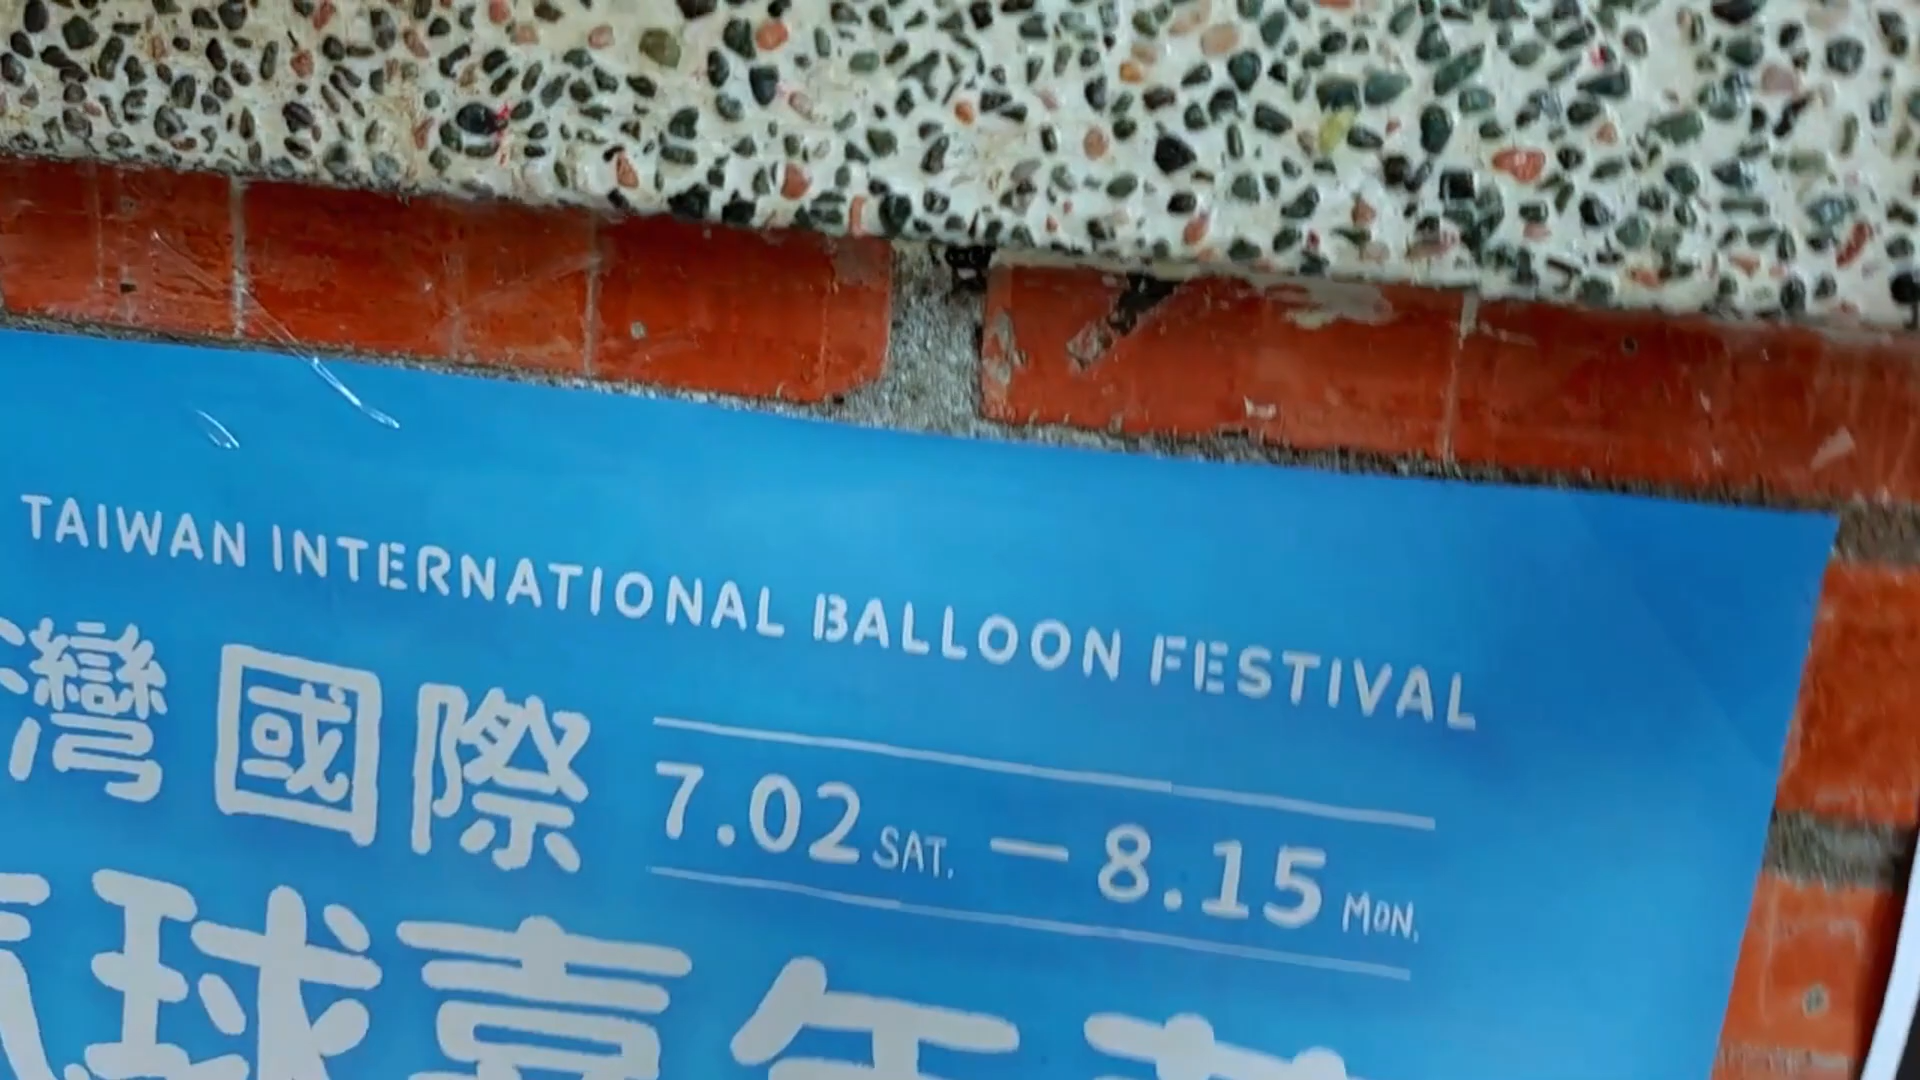 TAIWAN INTERNATIONAL BALLOON FESTIVAL
灣國際
7.02 SAT. — 8.15 MON.
球嘉年